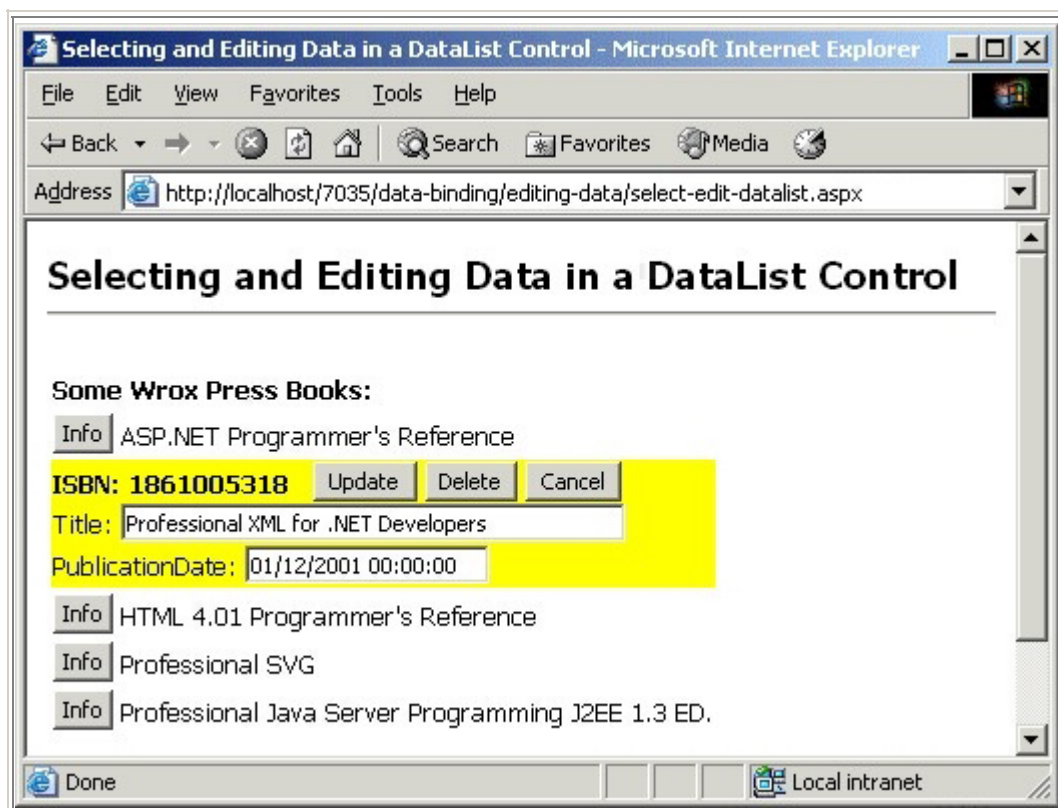 Selecting and Editing Data in a DataList Control - Microsoft Internet Explorer
File Edit View Favorites Tools Help
Back Search Favorites Media
Address http://localhost/7035/data-binding/editing-data/select-edit-datalist.aspx
Selecting and Editing Data in a DataList Control
Some Wrox Press Books:
Info ASP.NET Programmer's Reference
ISBN: 1861005318 Update Delete Cancel
Title: Professional XML for .NET Developers
PublicationDate: 01/12/2001 00:00:00
Info HTML 4.01 Programmer's Reference
Info Professional SVG
Info Professional Java Server Programming J2EE 1.3 ED.
Done Local intranet